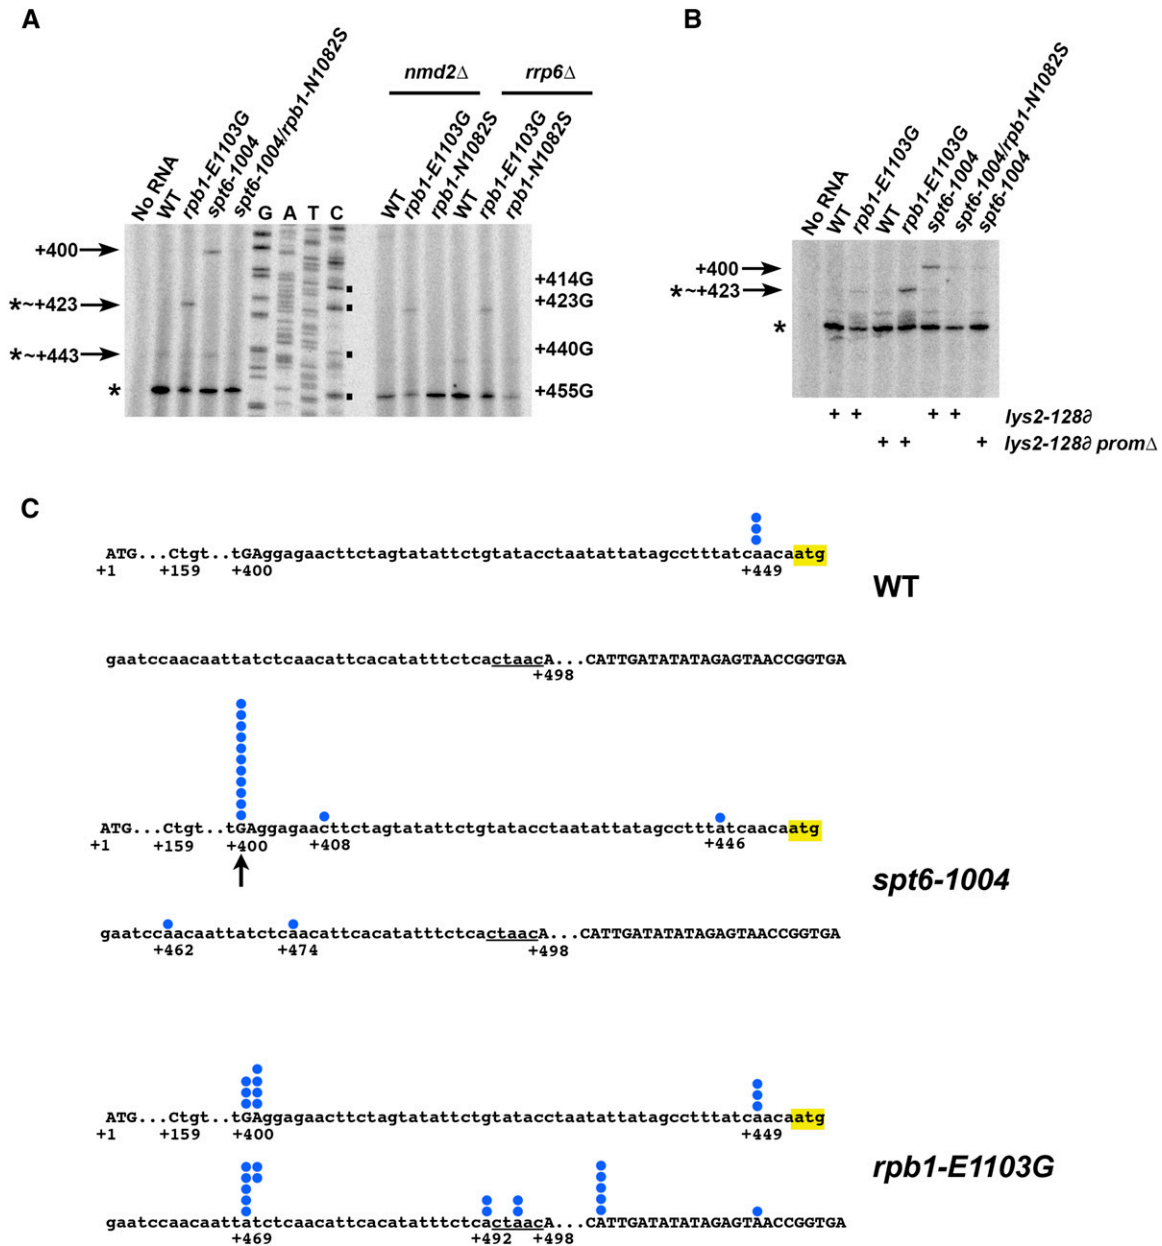 A
nmd2Δ
rrp6Δ
No RNA
WT
rpb1-E1103G
spt6-1004
spt6-1004/rpb1-N1082S
G A T C
WT
rpb1-E1103G
rpb1-N1082S
WT
rpb1-E1103G
rpb1-N1082S
+400
*~+423
*~+443
*
+414G
+423G
+440G
+455G
B
No RNA
WT
rpb1-E1103G
WT
rpb1-E1103G
spt6-1004
spt6-1004/rpb1-N1082S
spt6-1004
+400
*~+423
*
+ + + + lys2-128∂
+ + + lys2-128∂ promΔ
C
ATG...Ctgt..tGAggagaacttctagtatattctgtatacctaatattatagcctttatcaacaatg
+1 +159 +400 +449
WT
gaatccaacaattatctcaacattcacatatttctcactaacA...CATTGATATATAGAGTAACCGGTGA
+498
ATG...Ctgt..tGAggagaacttctagtatattctgtatacctaatattatagcctttatcaacaatg
+1 +159 +400 +408 +446
spt6-1004
gaatccaacaattatctcaacattcacatatttctcactaacA...CATTGATATATAGAGTAACCGGTGA
+462 +474 +498
ATG...Ctgt..tGAggagaacttctagtatattctgtatacctaatattatagcctttatcaacaatg
+1 +159 +400 +449
rpb1-E1103G
gaatccaacaattatctcaacattcacatatttctcactaacA...CATTGATATATAGAGTAACCGGTGA
+469 +492 +498